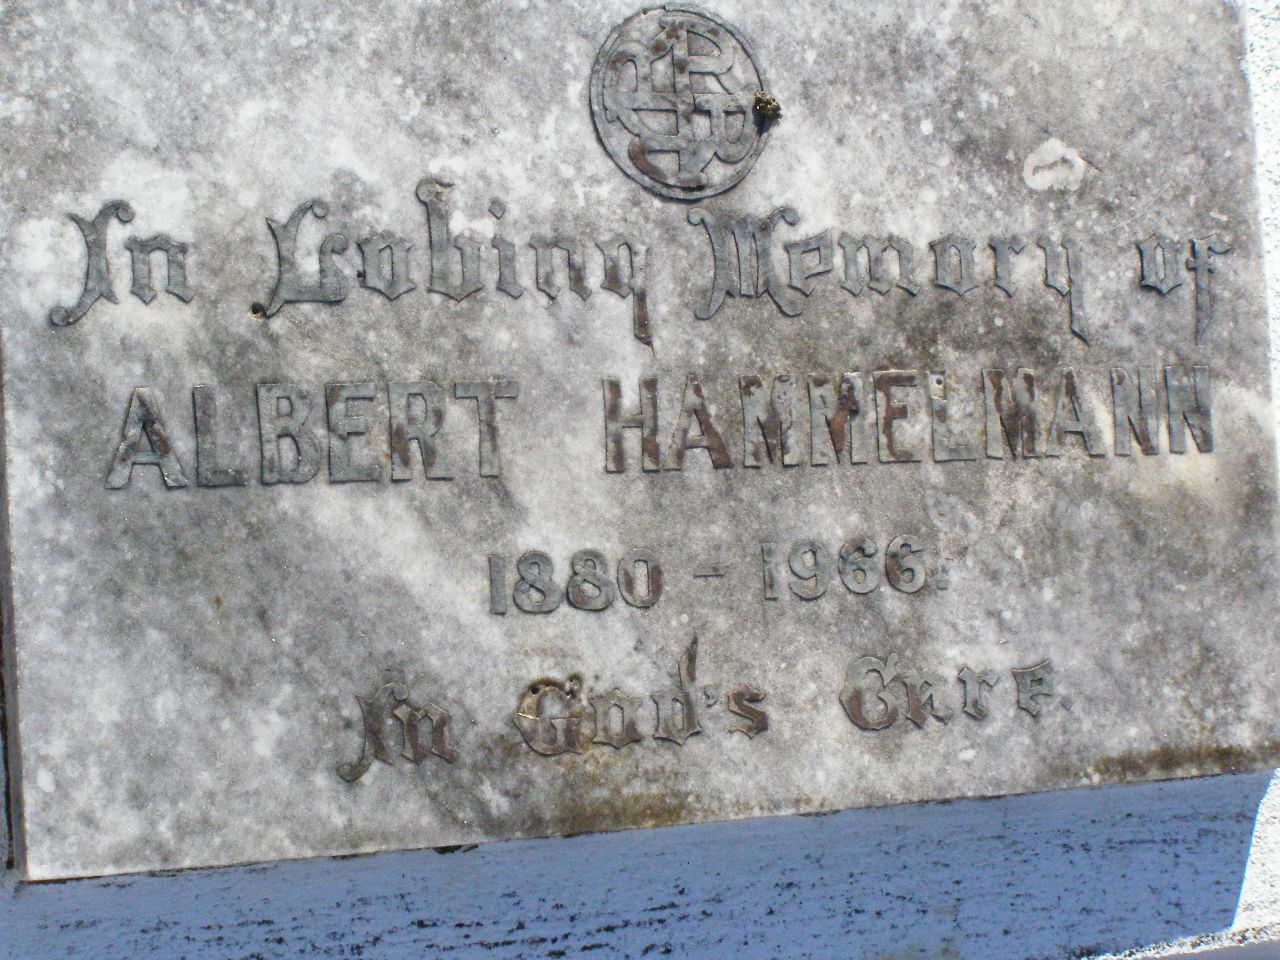 In Loving Memory of
ALBERT HAMMELMANN
1880 - 1966.
In God's Care.